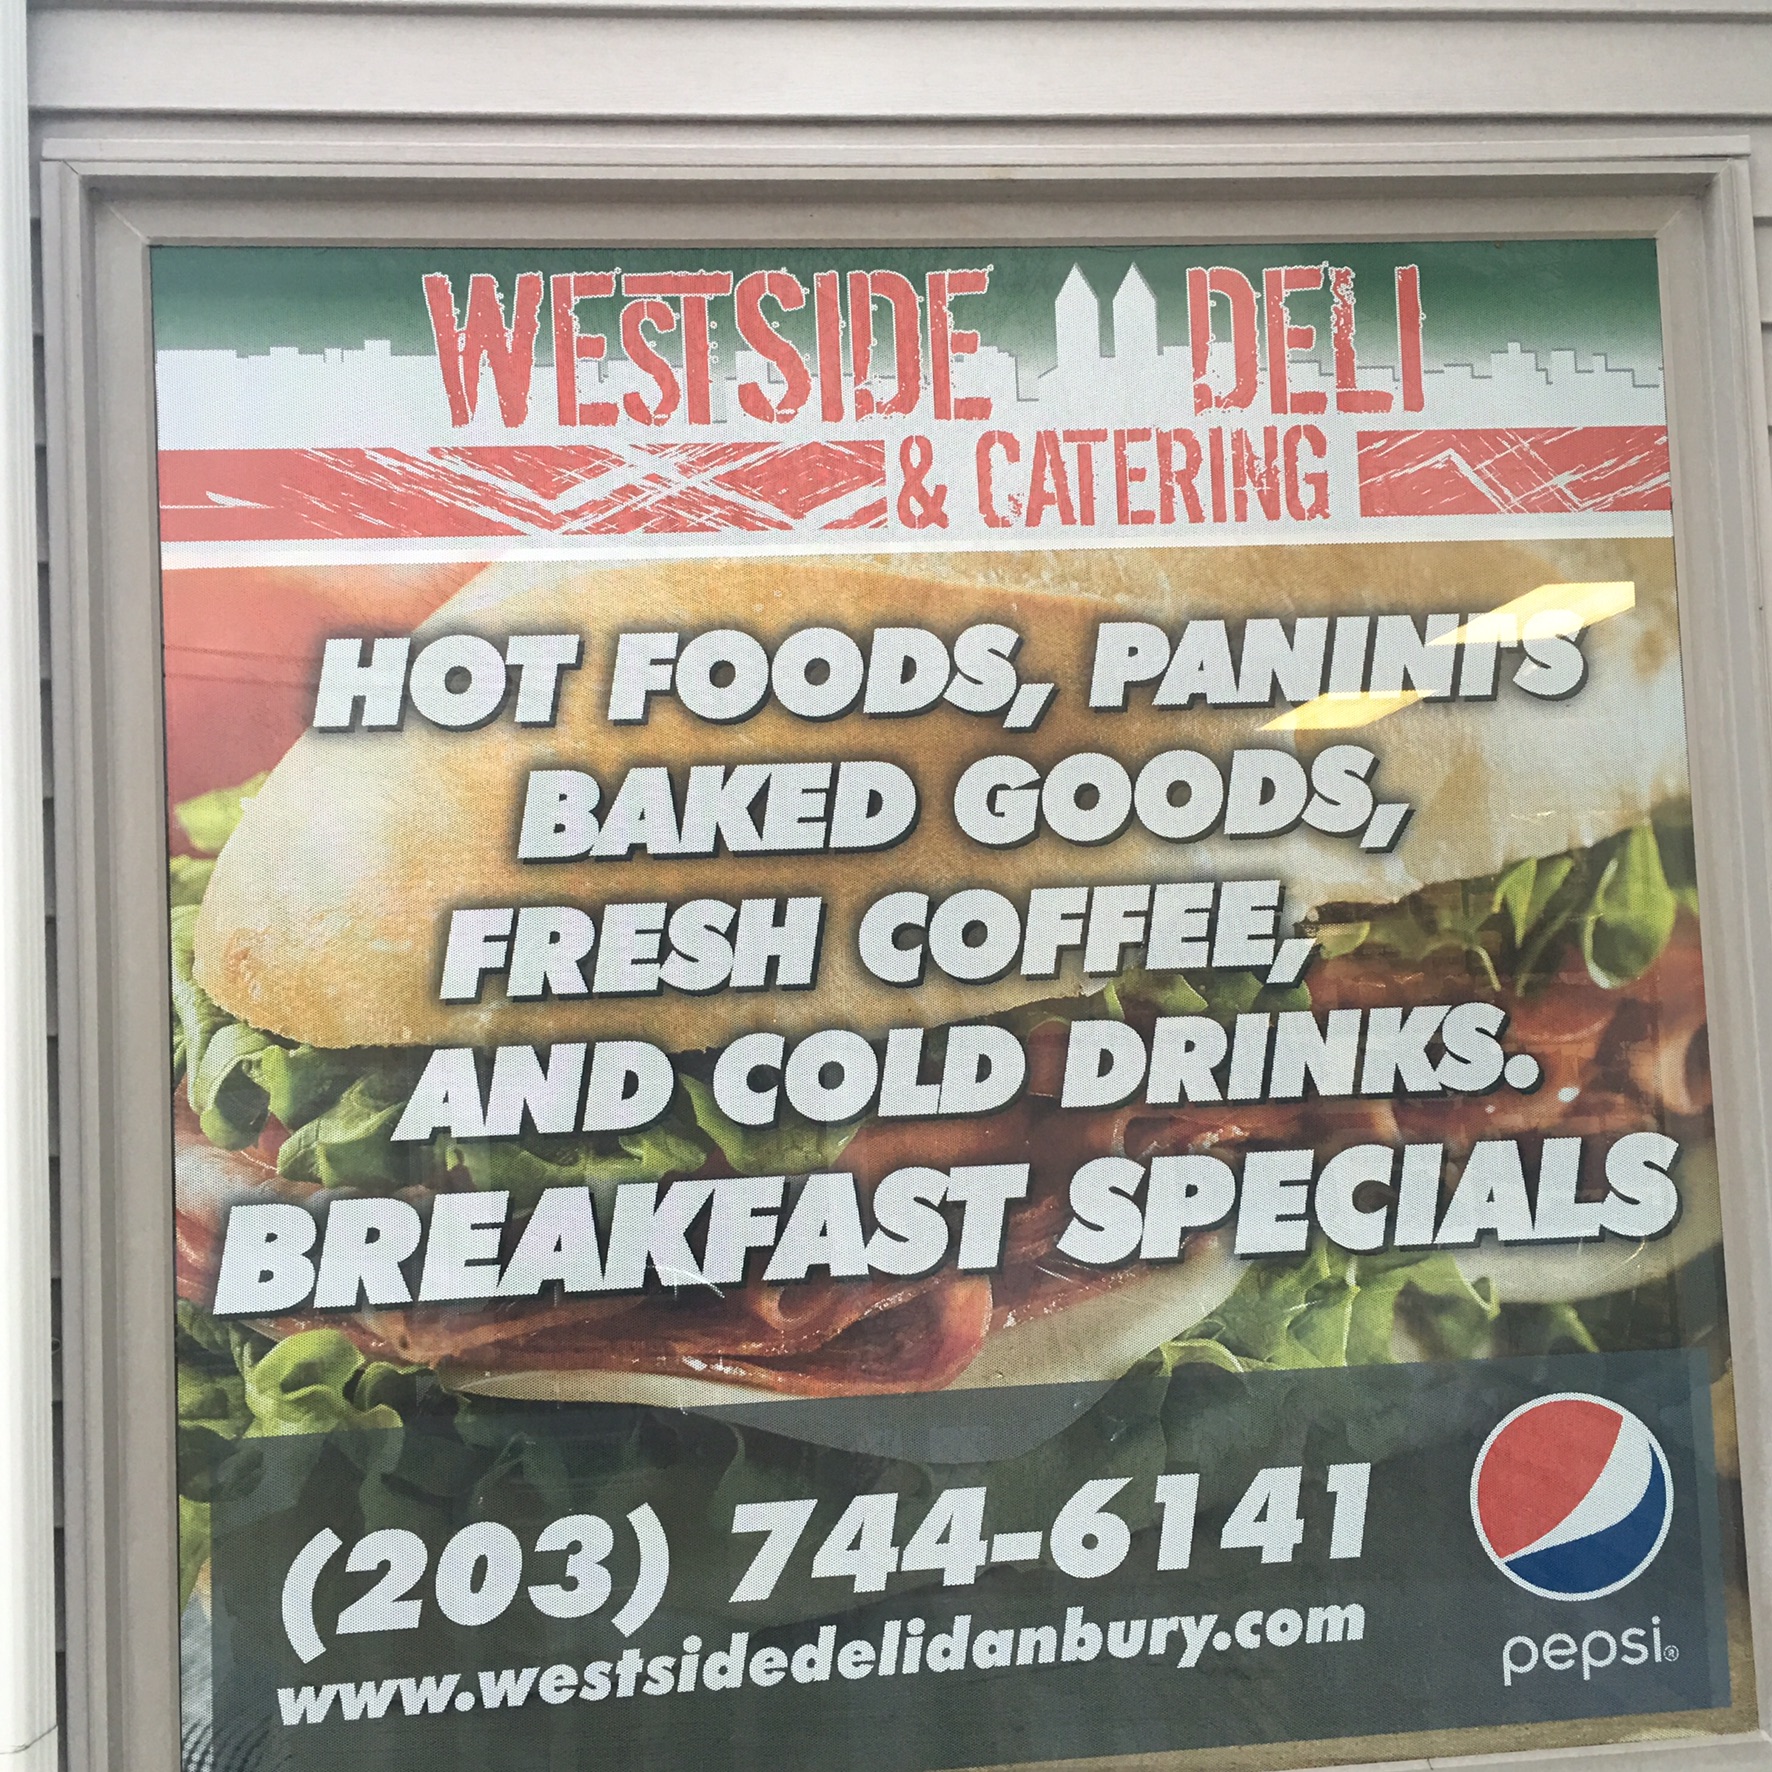 WESTSIDE DELI
& CATERING
HOT FOODS, PANINI'S
BAKED GOODS,
FRESH COFFEE,
AND COLD DRINKS.
BREAKFAST SPECIALS
(203) 744-6141
www.westsidedelidanbury.com
pepsi®